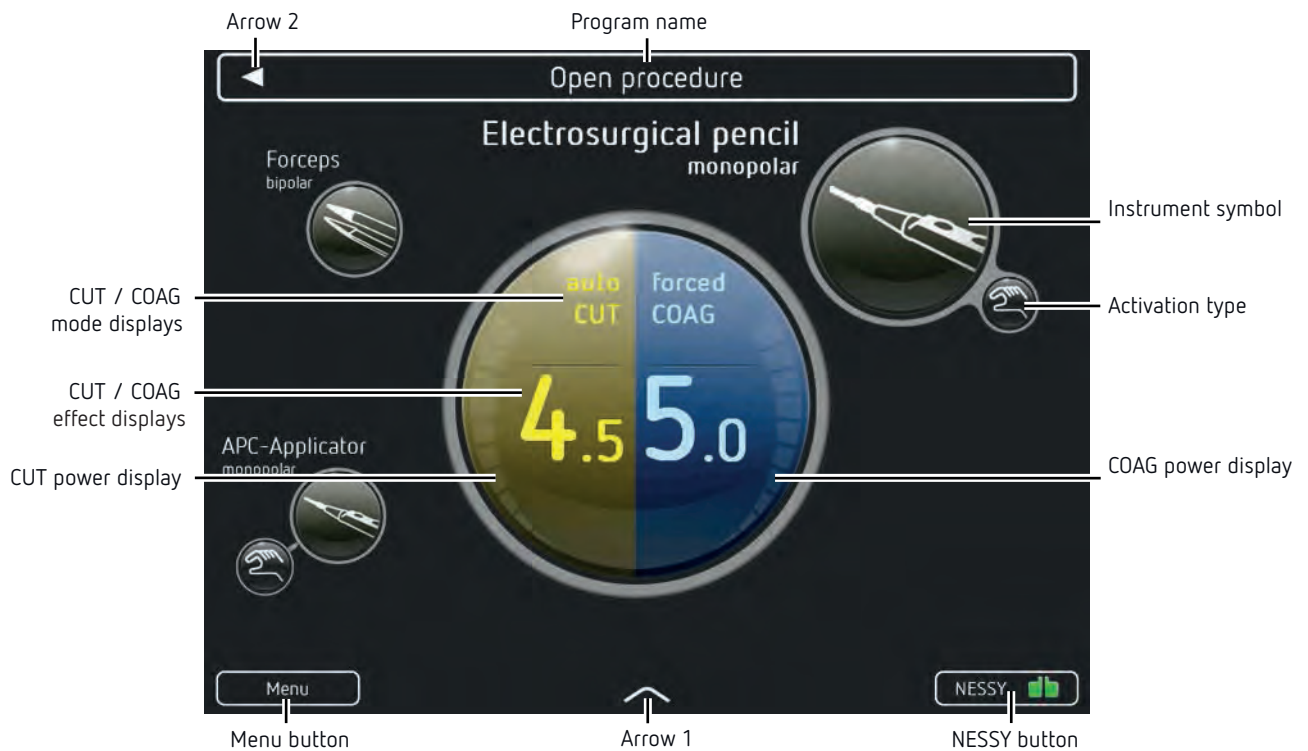 Arrow 2
Program name
Open procedure
Electrosurgical pencil
monopolar
Forceps
bipolar
Instrument symbol
auto
CUT
forced
COAG
CUT / COAG
mode displays
Activation type
CUT / COAG
effect displays
4.5
5.0
APC-Applicator
monopolar
CUT power display
COAG power display
Menu
NESSY
Menu button
Arrow 1
NESSY button